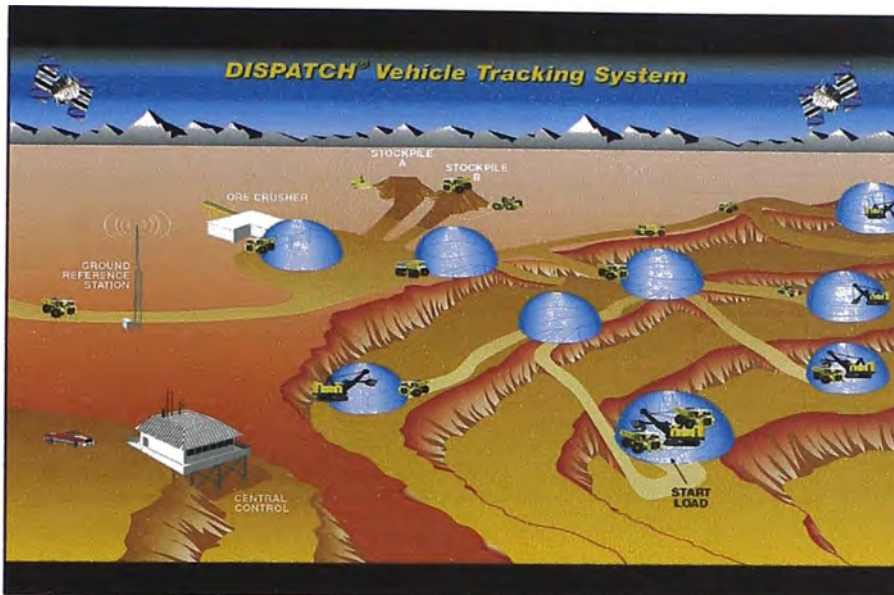 DISPATCH® Vehicle Tracking System
STOCKPILE
A
STOCKPILE
B
ORE CRUSHER
GROUND
REFERENCE
STATION
CENTRAL
CONTROL
START
LOAD